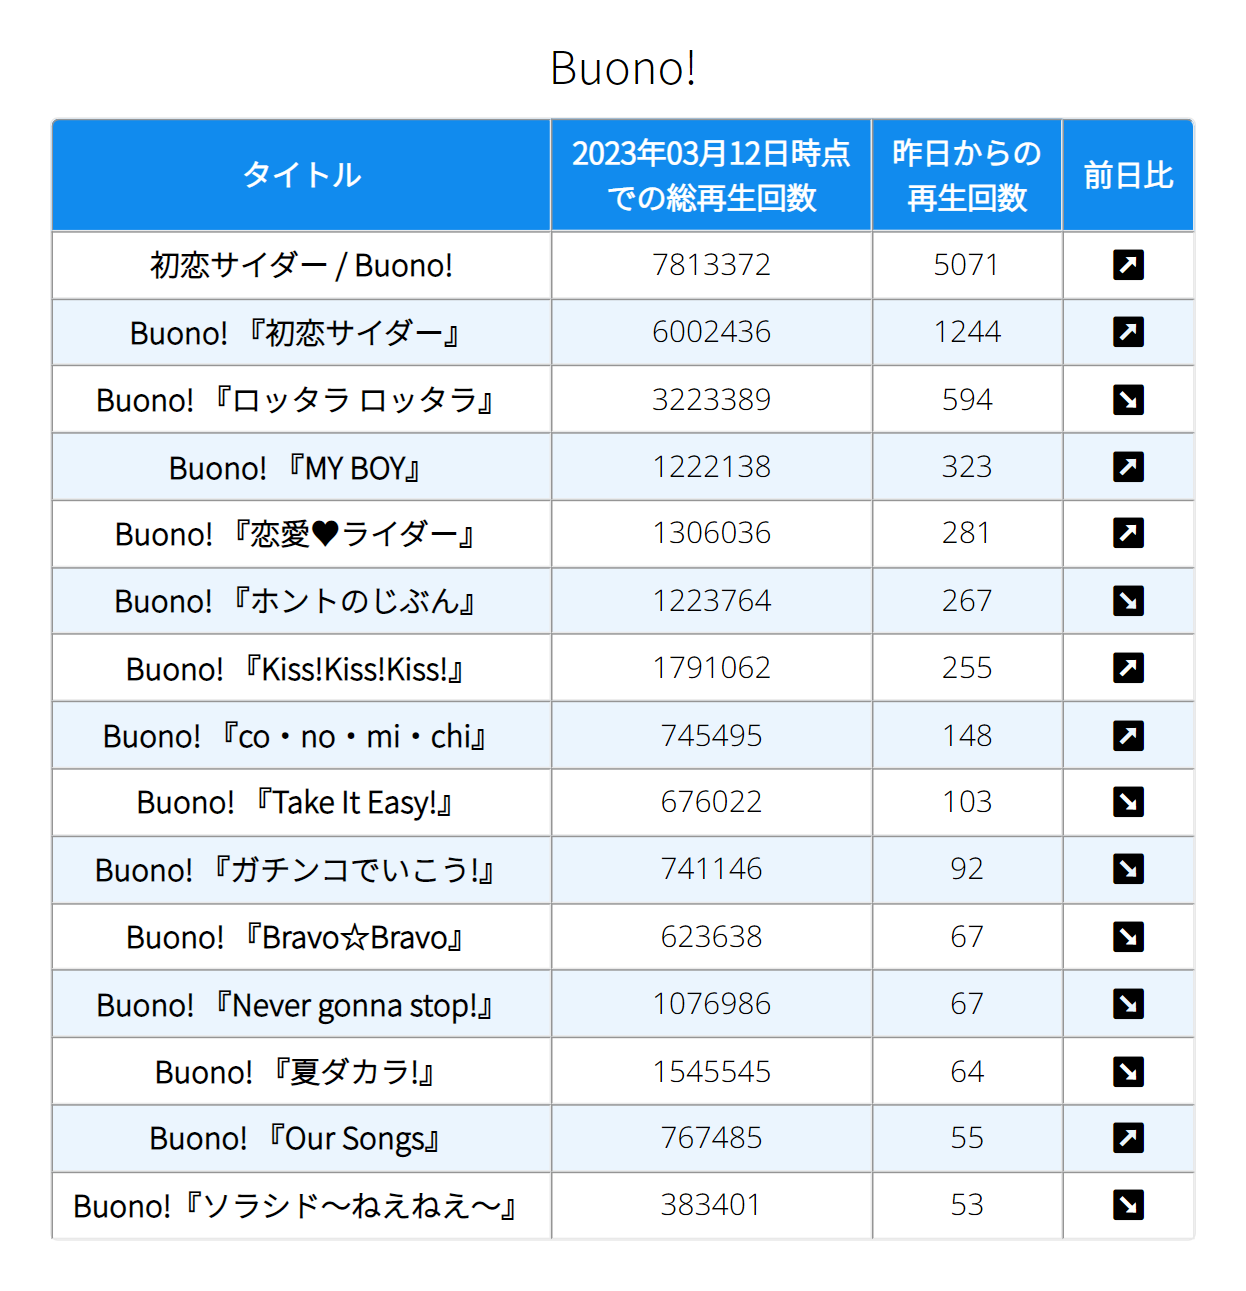 Buono!
タイトル 2023年03月12日時点での総再生回数 昨日からの再生回数 前日比
初恋サイダー / Buono! 7813372 5071 ↗
Buono! 『初恋サイダー』 6002436 1244 ↗
Buono! 『ロッタラ ロッタラ』 3223389 594 ↘
Buono! 『MY BOY』 1222138 323 ↗
Buono! 『恋愛♥ライダー』 1306036 281 ↗
Buono! 『ホントのじぶん』 1223764 267 ↘
Buono! 『Kiss!Kiss!Kiss!』 1791062 255 ↗
Buono! 『co・no・mi・chi』 745495 148 ↗
Buono! 『Take It Easy!』 676022 103 ↘
Buono! 『ガチンコでいこう!』 741146 92 ↘
Buono! 『Bravo☆Bravo』 623638 67 ↘
Buono! 『Never gonna stop!』 1076986 67 ↘
Buono! 『夏ダカラ!』 1545545 64 ↘
Buono! 『Our Songs』 767485 55 ↗
Buono!『ソラシド〜ねえねえ〜』 383401 53 ↘